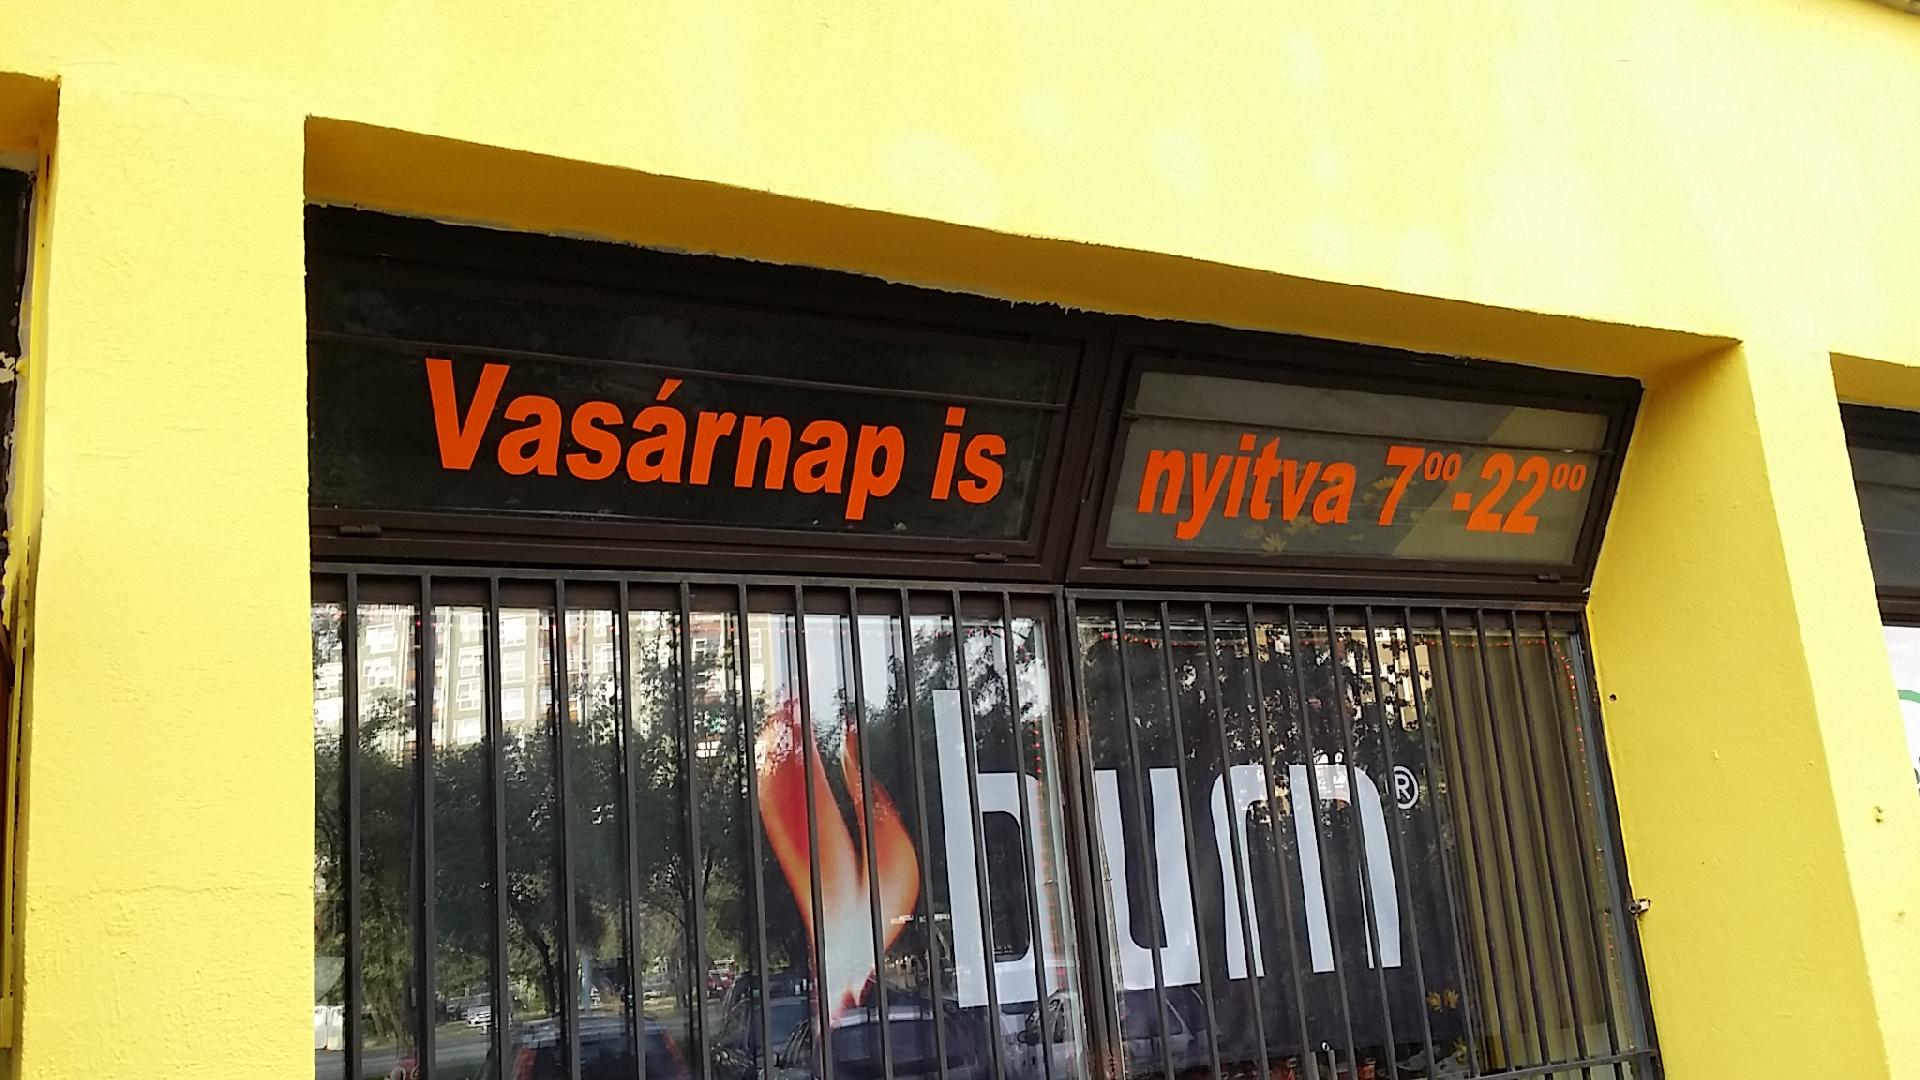 Vasárnap is
nyitva 7⁰⁰-22⁰⁰
burn®